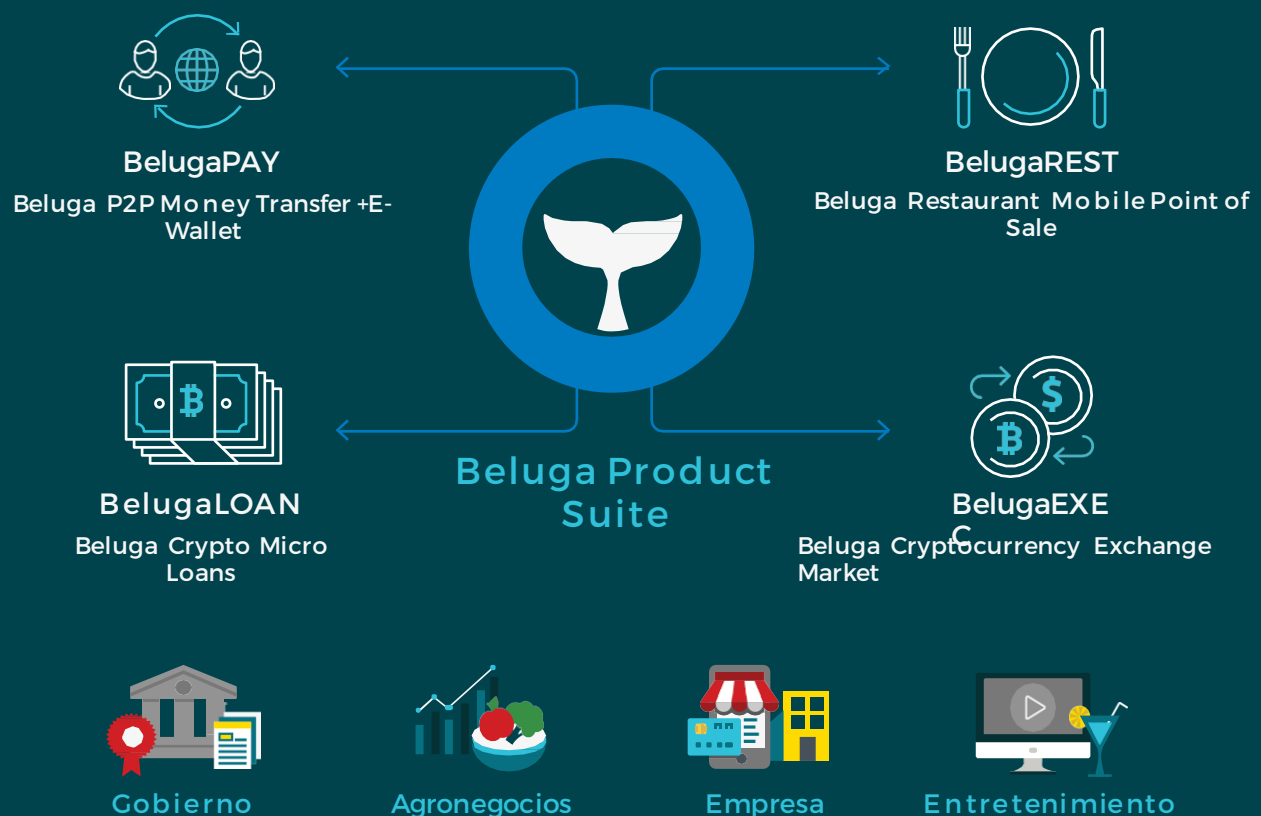 BelugaPAY
Beluga P2P Money Transfer +E-
Wallet
BelugaREST
Beluga Restaurant Mobile Point of
Sale
Beluga Product
Suite
BelugaLOAN
Beluga Crypto Micro
Loans
BelugaEXE
C
Beluga Cryptocurrency Exchange
Market
Gobierno
Agronegocios
Empresa
Entretenimiento